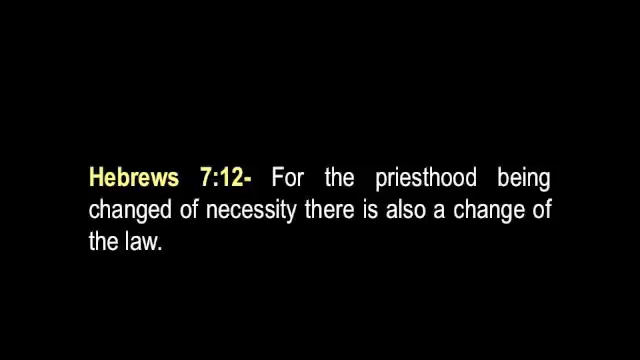 Hebrews 7:12- For the priesthood being
changed of necessity there is also a change of
the law.